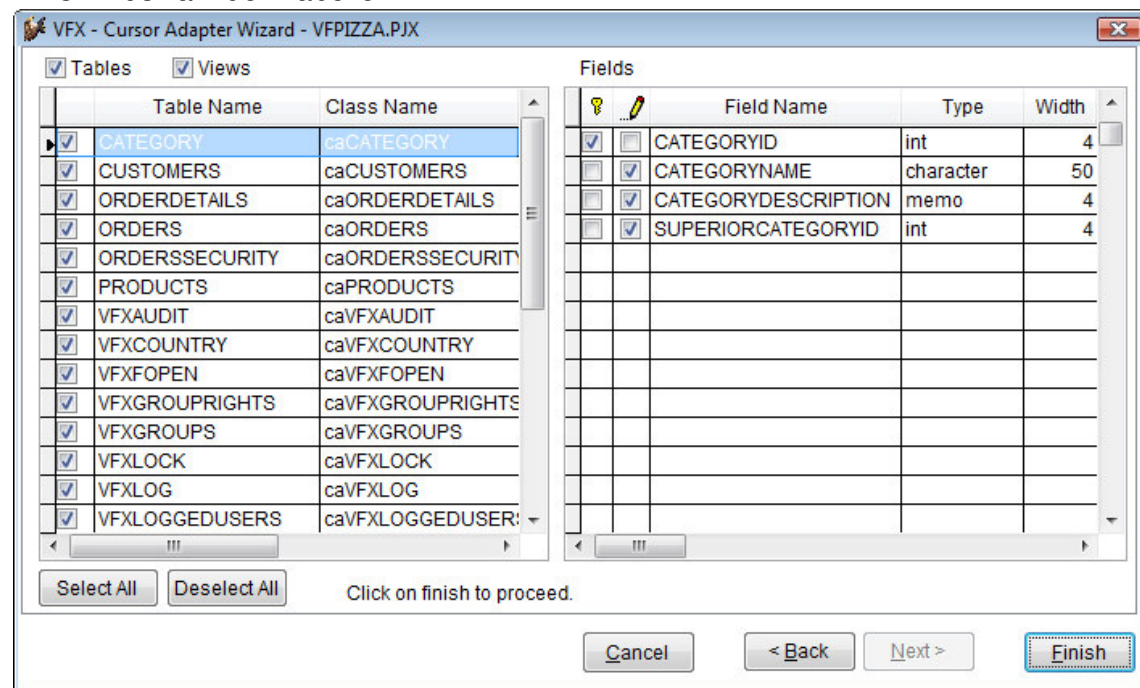 VFX - Cursor Adapter Wizard - VFPIZZA.PJX
Tables Views
Fields
Table Name Class Name
CATEGORY caCATEGORY
CUSTOMERS caCUSTOMERS
ORDERDETAILS caORDERDETAILS
ORDERS caORDERS
ORDERSSECURITY caORDERSSECURITY
PRODUCTS caPRODUCTS
VFXAUDIT caVFXAUDIT
VFXCOUNTRY caVFXCOUNTRY
VFXFOPEN caVFXFOPEN
VFXGROUPRIGHTS caVFXGROUPRIGHTS
VFXGROUPS caVFXGROUPS
VFXLOCK caVFXLOCK
VFXLOG caVFXLOG
VFXLOGGEDUSERS caVFXLOGGEDUSER
Field Name Type Width
CATEGORYID int 4
CATEGORYNAME character 50
CATEGORYDESCRIPTION memo 4
SUPERIORCATEGORYID int 4
Select All Deselect All Click on finish to proceed.
Cancel < Back Next > Finish